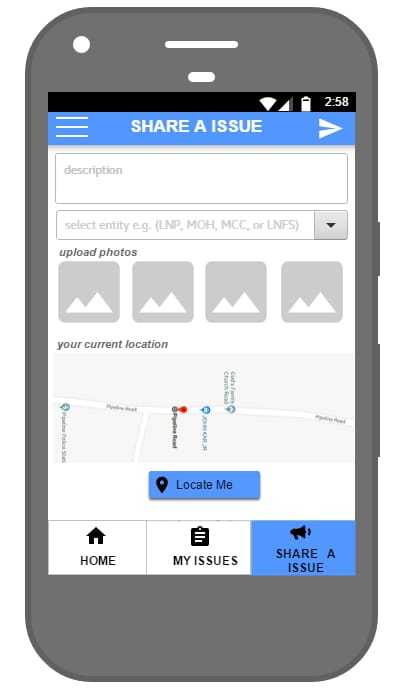 2:58
SHARE A ISSUE
description
select entity e.g. (LNP, MOH, MCC, or LNFS)
upload photos
your current location
God's Family
Church Road
Pipeline Road
Pipeline Road
Pipeline Road
JOHN KAR, JR
Pipeline Police Stati
Locate Me
HOME
MY ISSUES
SHARE A
ISSUE